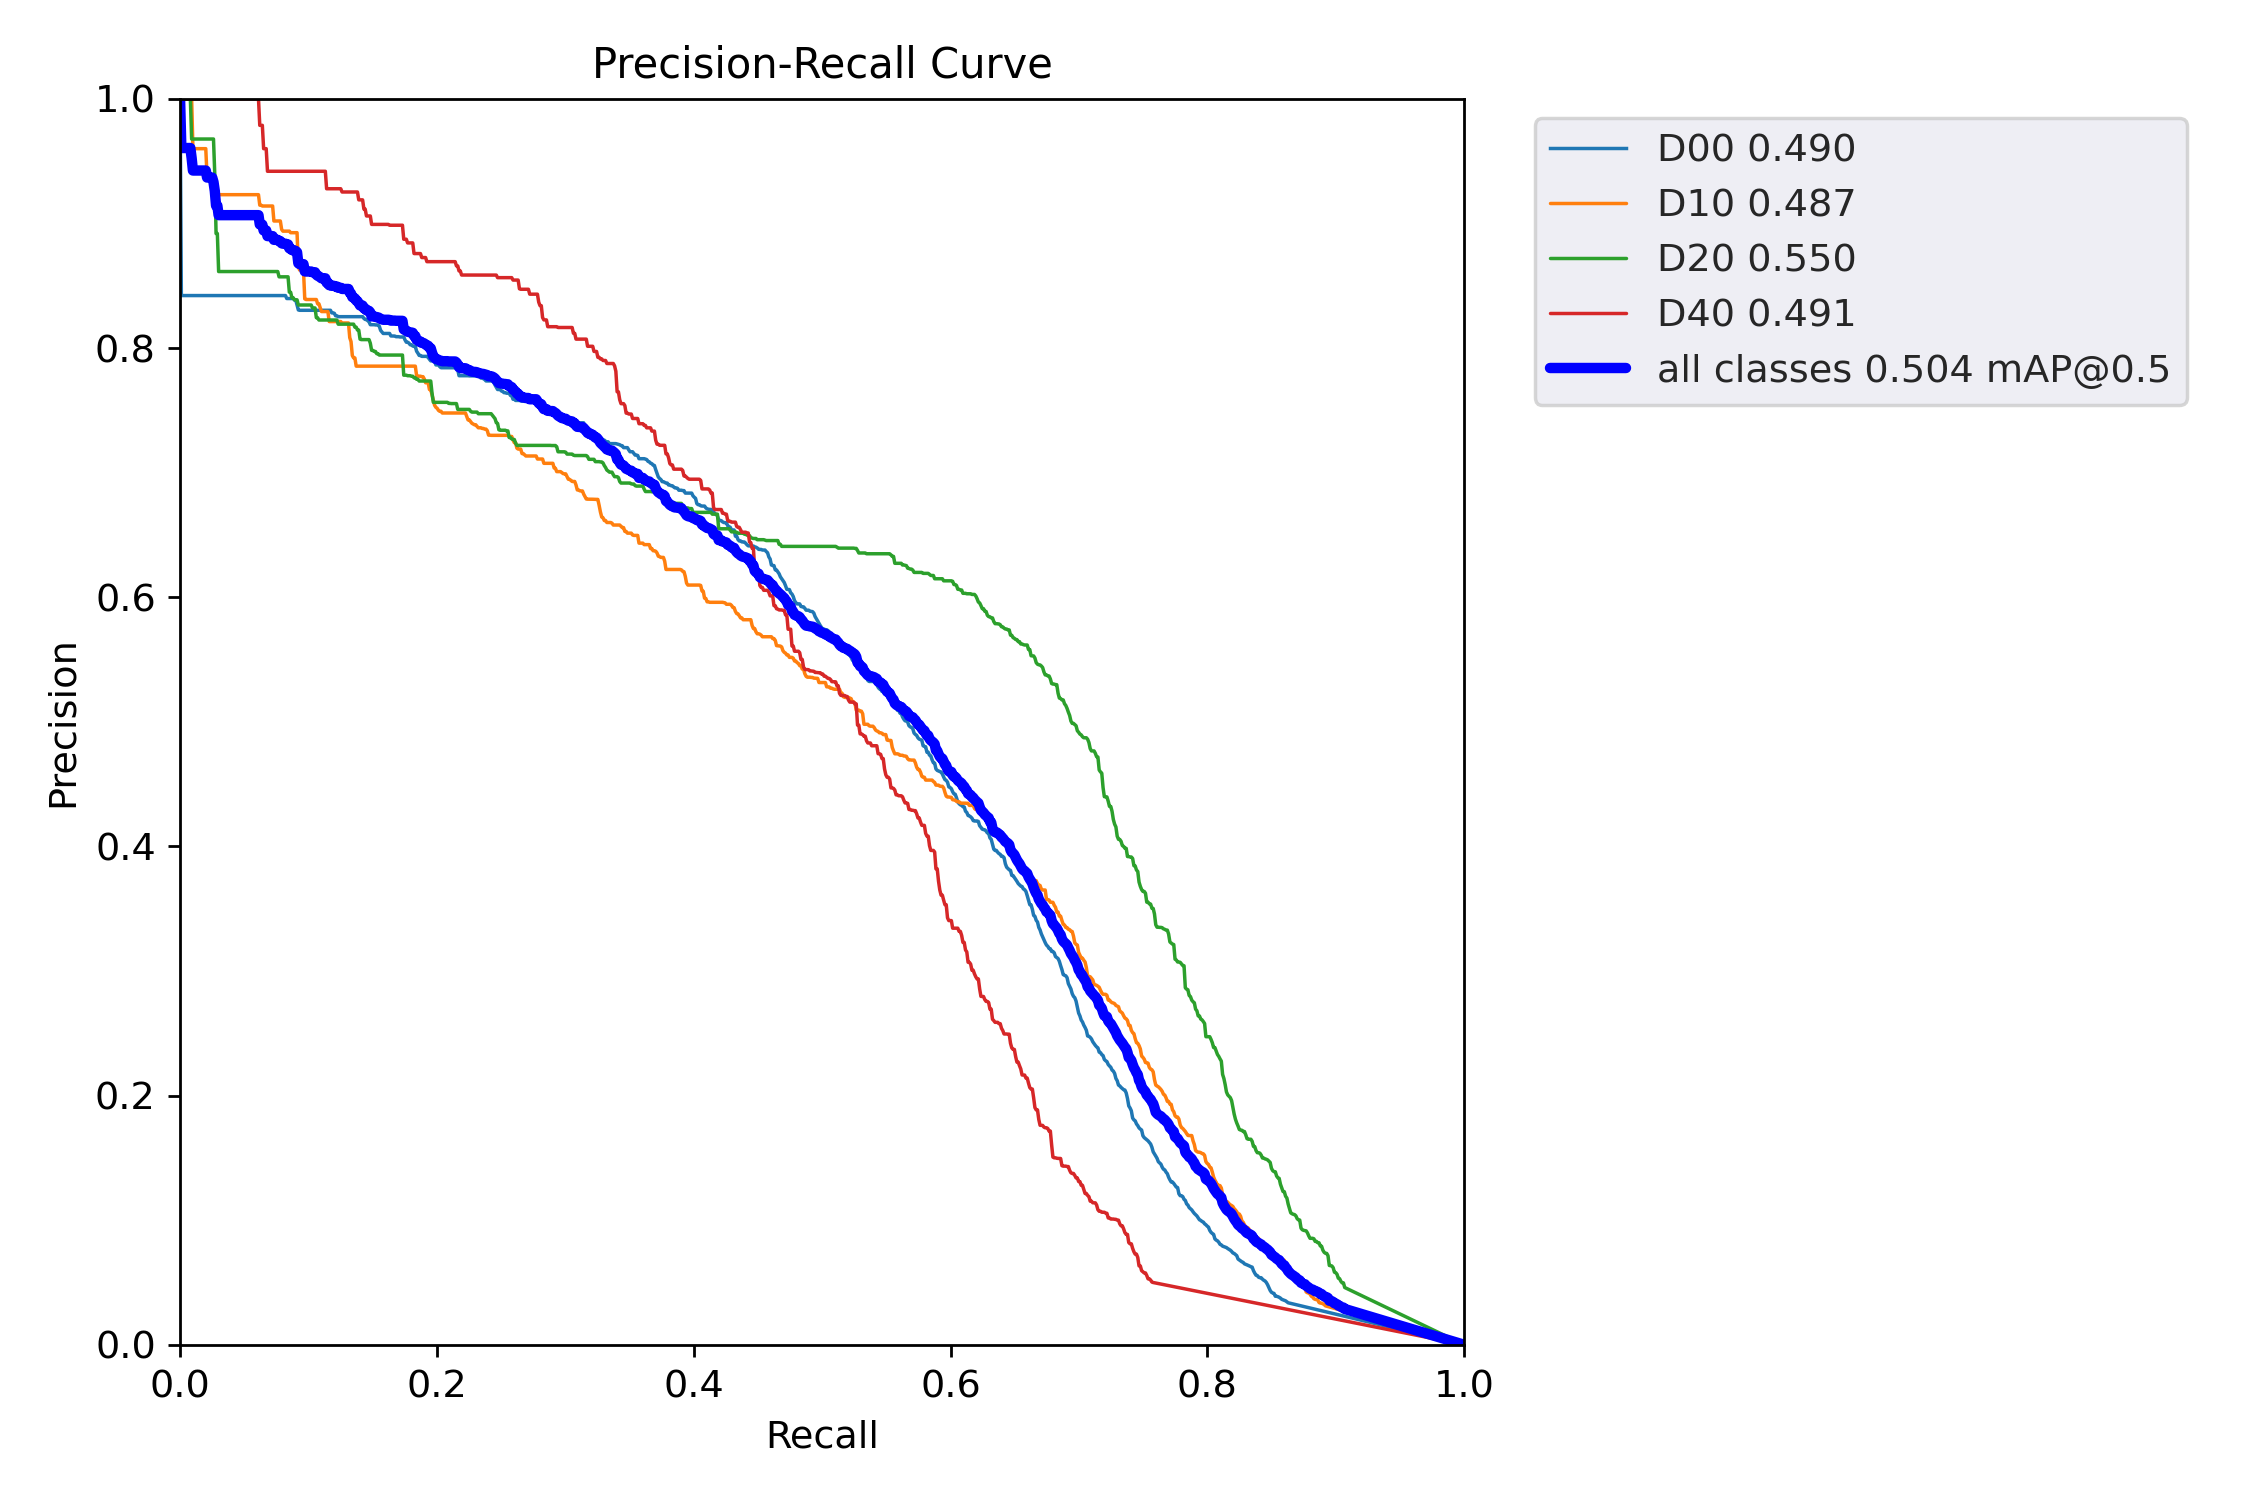 Precision-Recall Curve
1.0
0.8
0.6
0.4
0.2
0.0
Precision
0.0 0.2 0.4 0.6 0.8 1.0
Recall
D00 0.490
D10 0.487
D20 0.550
D40 0.491
all classes 0.504 mAP@0.5